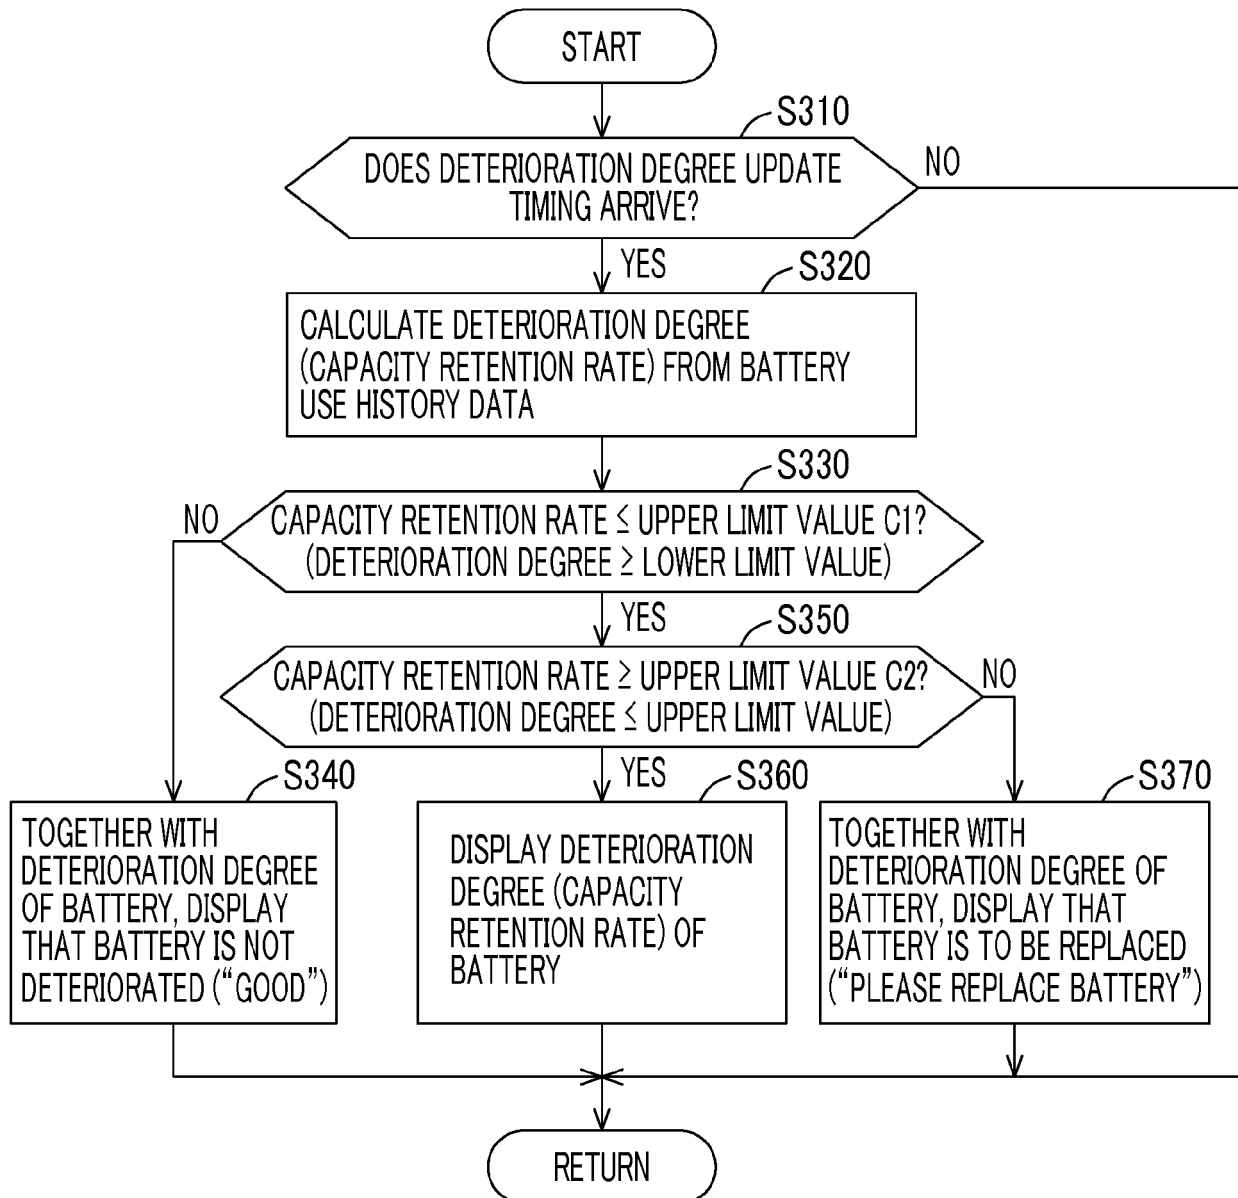 START
S310
DOES DETERIORATION DEGREE UPDATE
TIMING ARRIVE?
NO
YES
S320
CALCULATE DETERIORATION DEGREE
(CAPACITY RETENTION RATE) FROM BATTERY
USE HISTORY DATA
S330
NO
CAPACITY RETENTION RATE ≤ UPPER LIMIT VALUE C1?
(DETERIORATION DEGREE ≥ LOWER LIMIT VALUE)
YES
S350
CAPACITY RETENTION RATE ≥ UPPER LIMIT VALUE C2?
(DETERIORATION DEGREE ≤ UPPER LIMIT VALUE)
NO
YES
S340
TOGETHER WITH
DETERIORATION DEGREE
OF BATTERY, DISPLAY
THAT BATTERY IS NOT
DETERIORATED (“GOOD”)
S360
DISPLAY DETERIORATION
DEGREE (CAPACITY
RETENTION RATE) OF
BATTERY
S370
TOGETHER WITH
DETERIORATION DEGREE OF
BATTERY, DISPLAY THAT
BATTERY IS TO BE REPLACED
(“PLEASE REPLACE BATTERY”)
RETURN